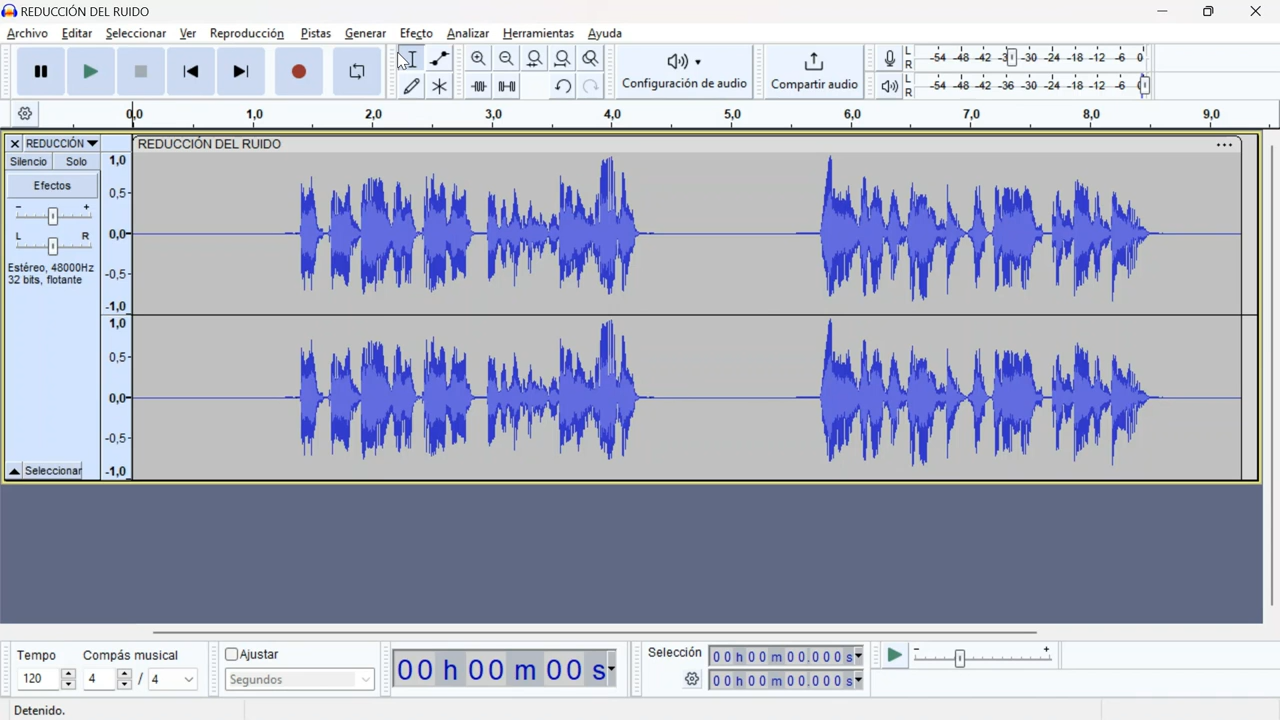 REDUCCIÓN DEL RUIDO
Archivo Editar Seleccionar Ver Reproducción Pistas Generar Efecto Analizar Herramientas Ayuda
Configuración de audio
Compartir audio
L R -54 -48 -42 -3 -30 -24 -18 -12 -6 0
L R -54 -48 -42 -36 -30 -24 -18 -12 -6
0,0 1,0 2,0 3,0 4,0 5,0 6,0 7,0 8,0 9,0
REDUCCIÓN
REDUCCIÓN DEL RUIDO
Silencio Solo
Efectos
- +
L R
Estéreo, 48000Hz
32 bits, flotante
Seleccionar
1,0
0,5-
0,0-
-0,5-
-1,0
1,0
0,5-
0,0-
-0,5-
-1,0
Tempo Compás musical
120 4 / 4
Ajustar
Segundos
00 h 00 m 00 s
Selección
00 h 00 m 00.000 s
00 h 00 m 00.000 s
- +
Detenido.